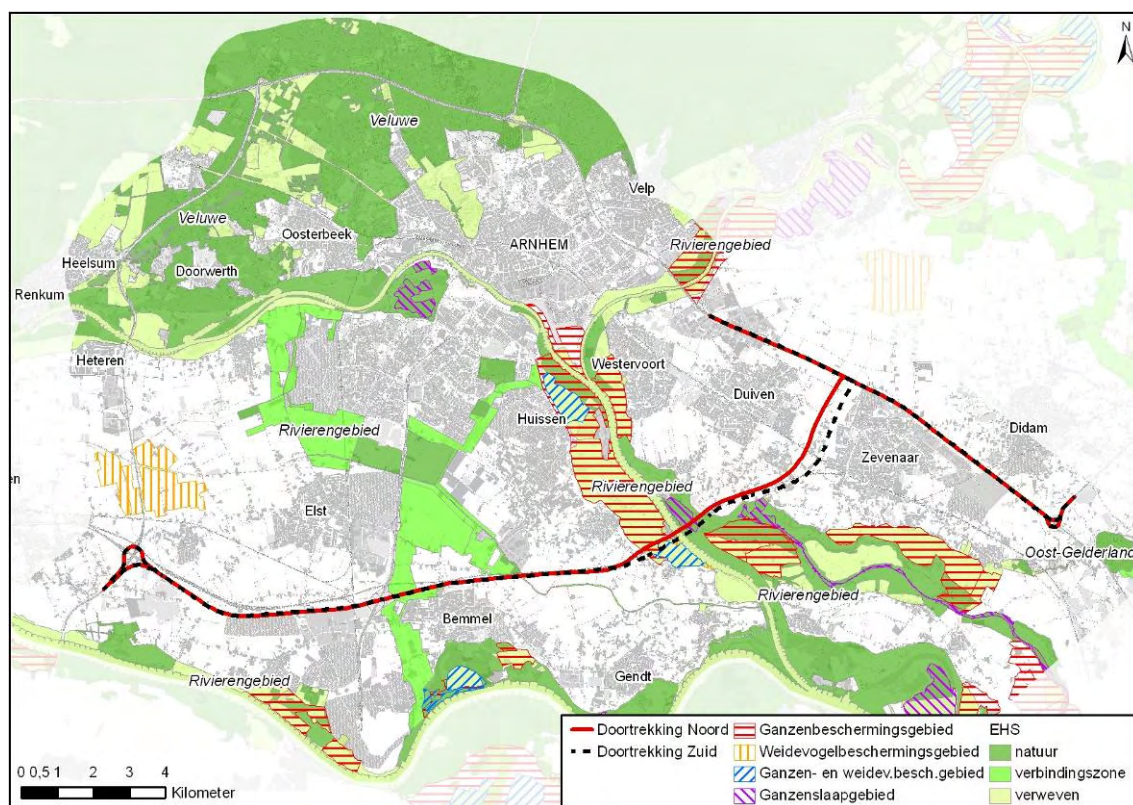 N
Veluwe
Velp
Veluwe
Oosterbeek
ARNHEM
Rivierengebied
Heelsum
Doorwerth
Renkum
Heteren
Westervoort
Duiven
Huissen
Rivierengebied
Didam
Zevenaar
Rivierengebied
en
Elst
Oost-Gelderland
Rivierengebied
Bemmel
Gendt
Rivierengebied
Doortrekking Noord
Doortrekking Zuid
Ganzenbeschermingsgebied
Weidevogelbeschermingsgebied
Ganzen- en weidev.besch.gebied
Ganzenslaapgebied
EHS
natuur
verbindingszone
verweven
0 0,5 1 2 3 4
Kilometer